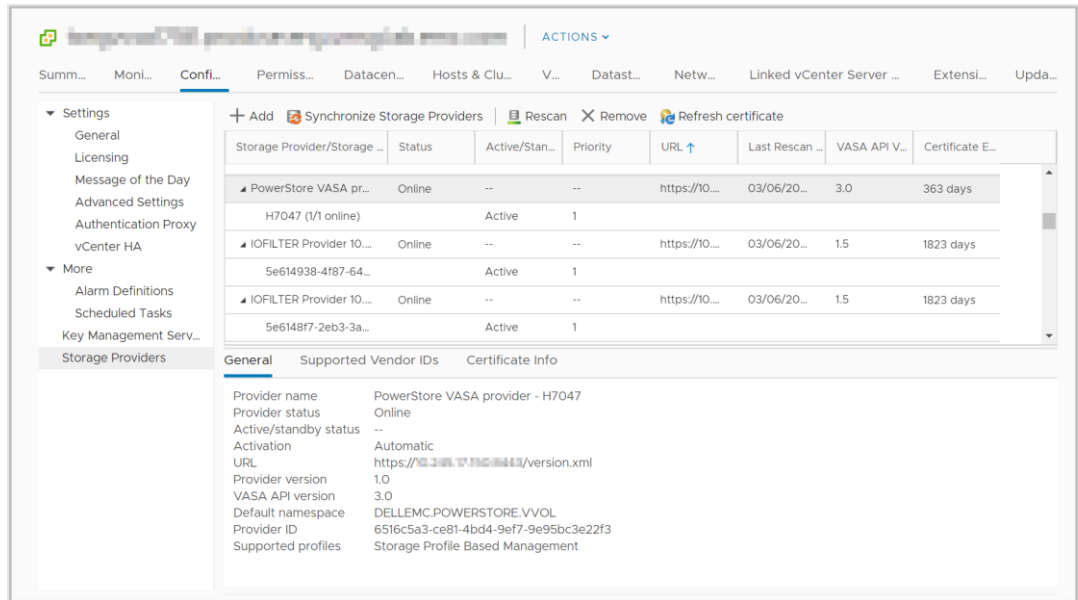 ACTIONS
Summ... Moni... Confi... Permiss... Datacen... Hosts & Clu... V... Datast... Netw... Linked vCenter Server ... Extensi... Upda...
Settings
General
Licensing
Message of the Day
Advanced Settings
Authentication Proxy
vCenter HA
More
Alarm Definitions
Scheduled Tasks
Key Management Serv...
Storage Providers
Add Synchronize Storage Providers Rescan Remove Refresh certificate
Storage Provider/Storage ... Status Active/Stan... Priority URL Last Rescan ... VASA API V... Certificate E...
PowerStore VASA pr... Online -- -- https://10.... 03/06/20... 3.0 363 days
H7047 (1/1 online) Active 1
IOFILTER Provider 10.... Online -- -- https://10.... 03/06/20... 1.5 1823 days
5e614938-4f87-64... Active 1
IOFILTER Provider 10.... Online -- -- https://10.... 03/06/20... 1.5 1823 days
5e6148f7-2eb3-3a... Active 1
General Supported Vendor IDs Certificate Info
Provider name PowerStore VASA provider - H7047
Provider status Online
Active/standby status --
Activation Automatic
URL https:///version.xml
Provider version 1.0
VASA API version 3.0
Default namespace DELLEMC.POWERSTORE.VVOL
Provider ID 6516c5a3-ce81-4bd4-9ef7-9e95bc3e22f3
Supported profiles Storage Profile Based Management